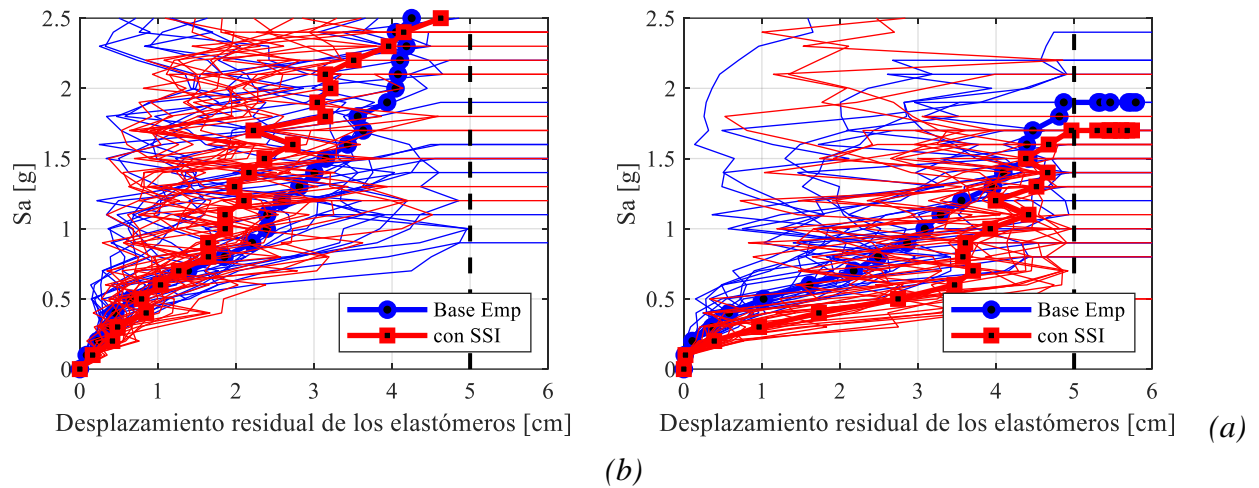 2.5
2
1.5
1
0.5
0
Sa [g]
0 1 2 3 4 5 6
Desplazamiento residual de los elastómeros [cm]
Base Emp
con SSI
2.5
2
1.5
1
0.5
0
Sa [g]
0 1 2 3 4 5 6
Desplazamiento residual de los elastómeros [cm]
Base Emp
con SSI
(a)
(b)